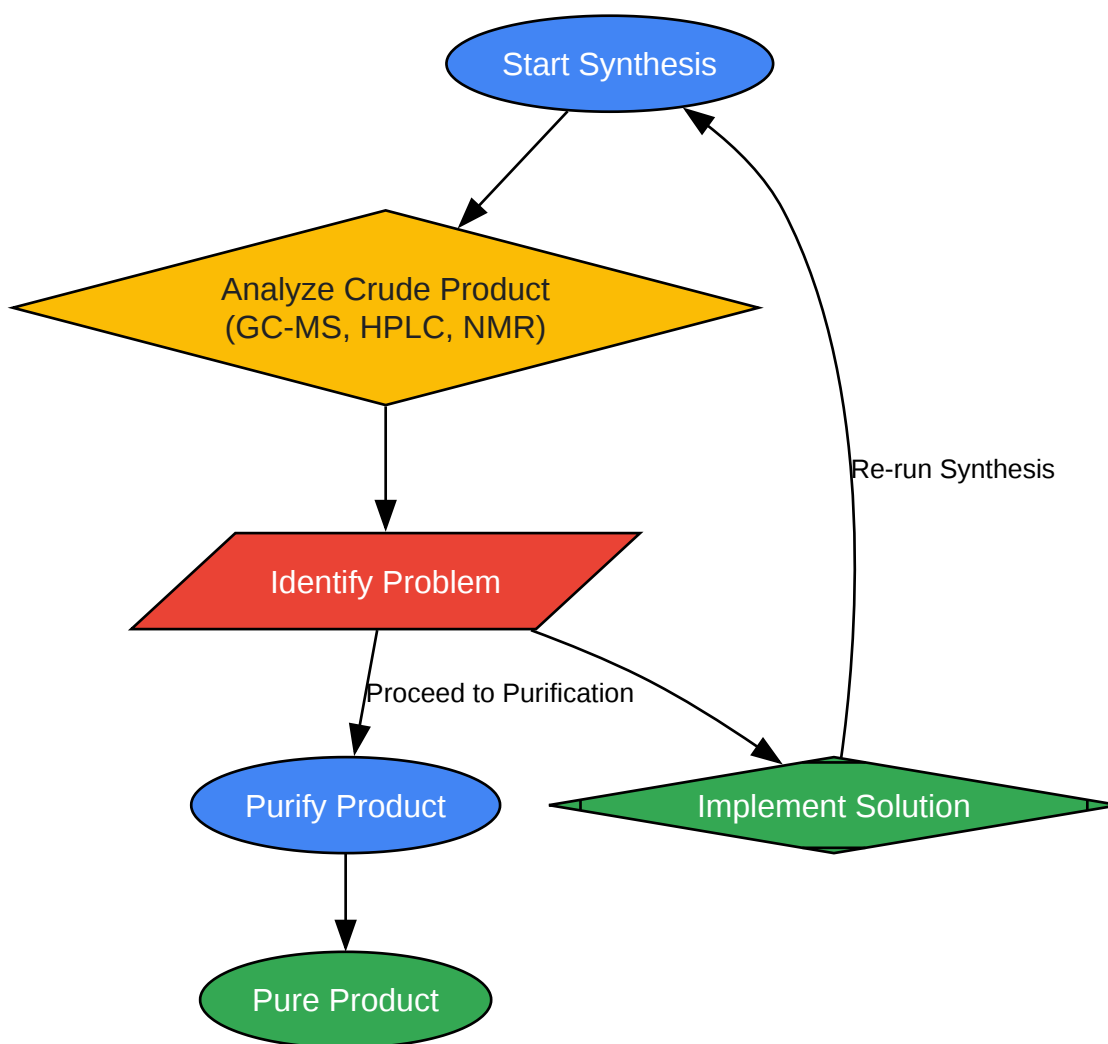 Start Synthesis
Analyze Crude Product
(GC-MS, HPLC, NMR)
Re-run Synthesis
Identify Problem
Proceed to Purification
Purify Product
Implement Solution
Pure Product